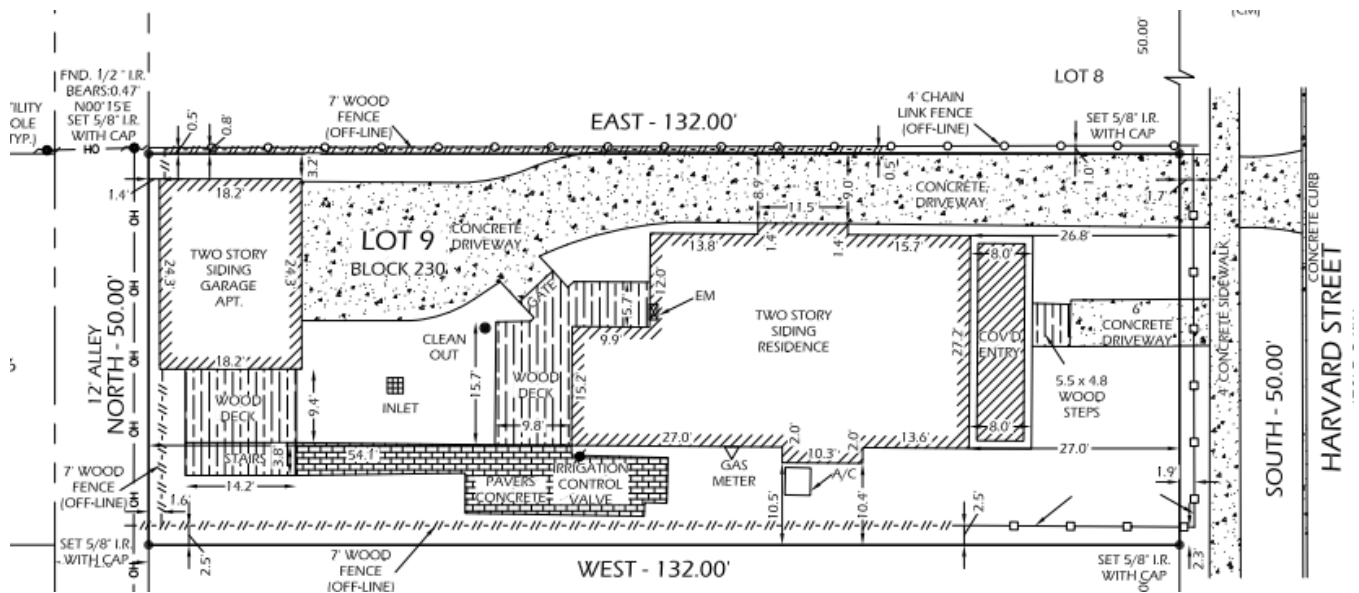 (CM)
50.00'
LOT 8
FND. 1/2" I.R.
BEARS:0.47'
N00°15'E
SET 5/8" I.R.
WITH CAP
'ILITY
OLE
TYP.)
HO
0.5'
0.8'
7' WOOD
FENCE
(OFF-LINE)
EAST - 132.00'
4' CHAIN
LINK FENCE
(OFF-LINE)
SET 5/8" I.R.
WITH CAP
1.4'
3.2'
18.2'
8.9'
9.0'
11.5'
0.5'
1.0'
1.7'
CONCRETE
DRIVEWAY
CONCRETE CURB
LOT 9
BLOCK 230
CONCRETE
DRIVEWAY
13.8'
1.4'
1.4'
15.7'
26.8'
8.0'
TWO STORY
SIDING
GARAGE
APT.
24.3'
24.3'
18.2'
GATE
5.7'
12.0'
EM
9.9'
TWO STORY
SIDING
RESIDENCE
27.2'
COV'D
ENTRY
8.0'
6'
CONCRETE
DRIVEWAY
5.5 x 4.8
WOOD
STEPS
4' CONCRETE SIDEWALK
HARVARD STREET
SOUTH - 50.00'
12' ALLEY
NORTH - 50.00'
OH
OH
OH
OH
OH
CLEAN
OUT
15.7'
WOOD
DECK
9.8'
15.2'
WOOD
DECK
9.4'
INLET
27.0'
2.0'
10.3'
2.0'
13.6'
27.0'
STAIRS
3.8'
54.1'
14.2'
PAVERS
CONCRETE
IRRIGATION
CONTROL
VALVE
GAS
METER
A/C
10.5'
10.4'
2.5'
1.9'
7' WOOD
FENCE
(OFF-LINE)
1.6'
2.5'
SET 5/8" I.R.
WITH CAP
HO
7' WOOD
FENCE
(OFF-LINE)
WEST - 132.00'
SET 5/8" I.R.
WITH CAP
2.3'